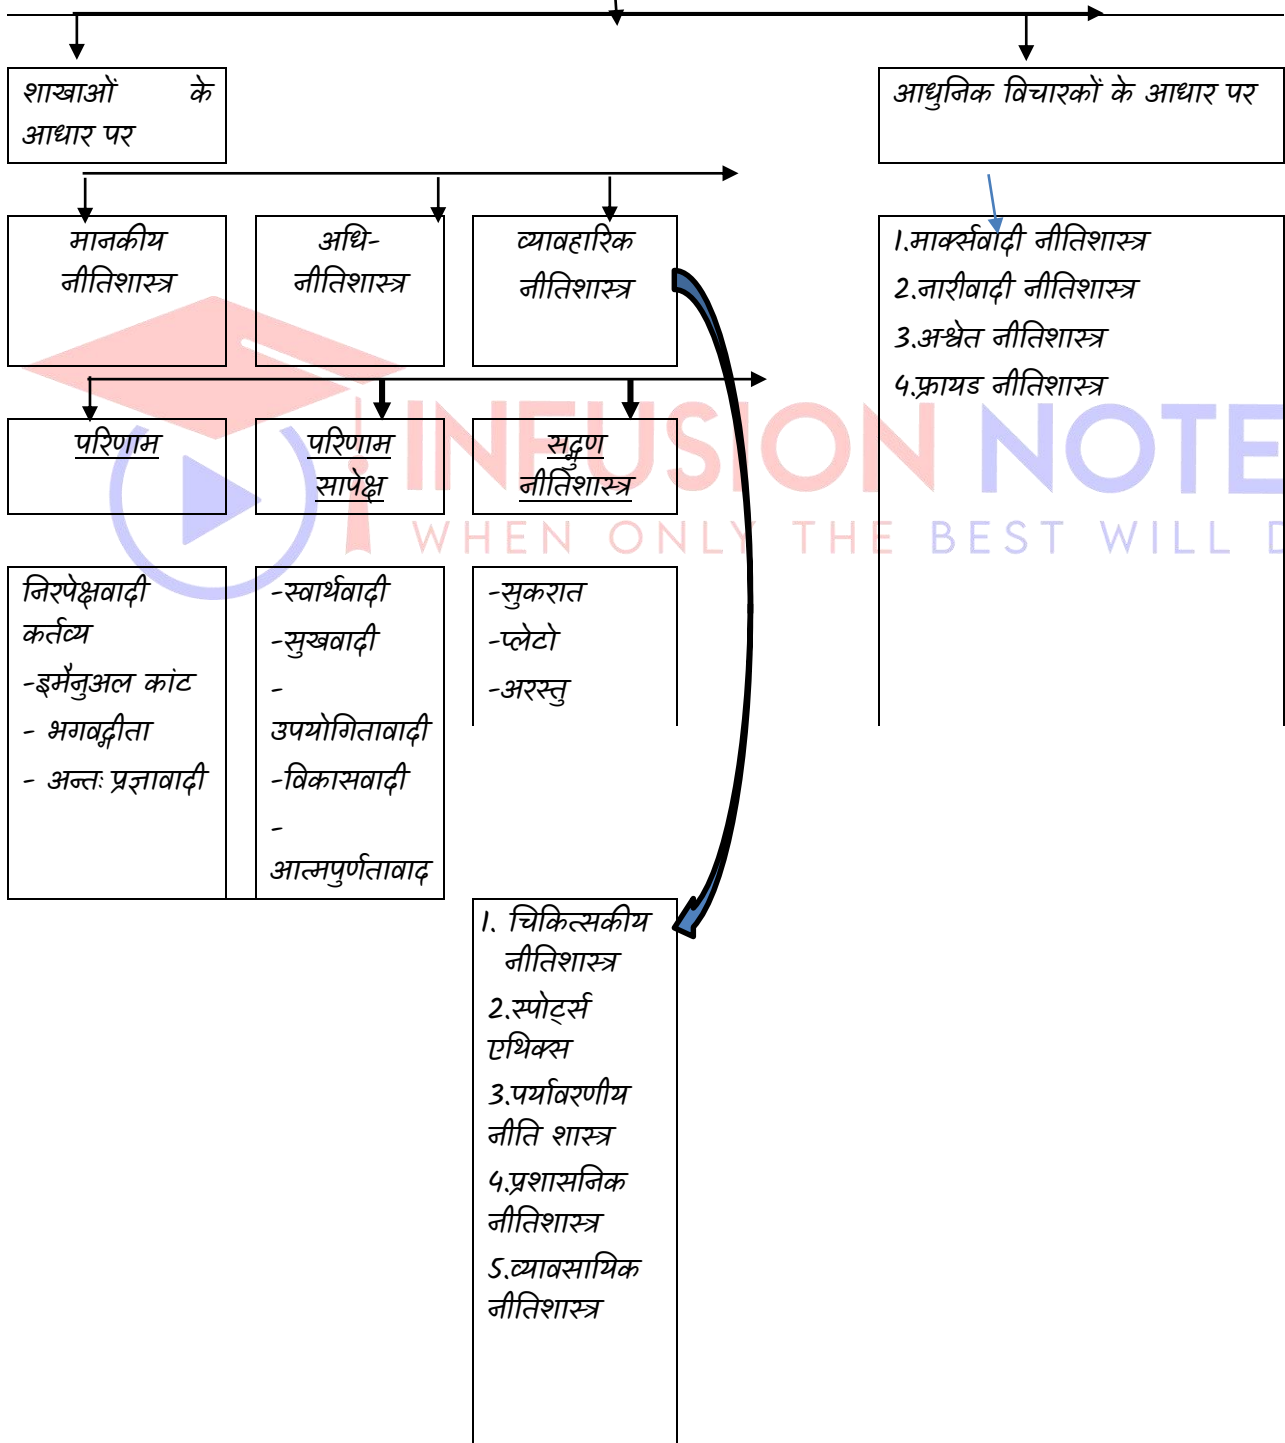 शाखाओं के
आधार पर
आधुनिक विचारकों के आधार पर
मानकीय
नीतिशास्त्र
अधि-
नीतिशास्त्र
व्यावहारिक
नीतिशास्त्र
1.मार्क्सवादी नीतिशास्त्र
2.नारीवादी नीतिशास्त्र
3.अश्वेत नीतिशास्त्र
4.फ्रायड नीतिशास्त्र
परिणाम
परिणाम
सापेक्ष
सद्गुण
नीतिशास्त्र
INFUSION NOTE
WHEN ONLY THE BEST WILL D
निरपेक्षवादी
कर्तव्य
-इमैनुअल कांट
- भगवद्गीता
- अन्तः प्रज्ञावादी
-स्वार्थवादी
-सुखवादी
-
उपयोगितावादी
-विकासवादी
-
आत्मपुर्णतावाद
-सुकरात
-प्लेटो
-अरस्तु
1. चिकित्सकीय
नीतिशास्त्र
2.स्पोर्ट्स
एथिक्स
3.पर्यावरणीय
नीति शास्त्र
4.प्रशासनिक
नीतिशास्त्र
5.व्यावसायिक
नीतिशास्त्र